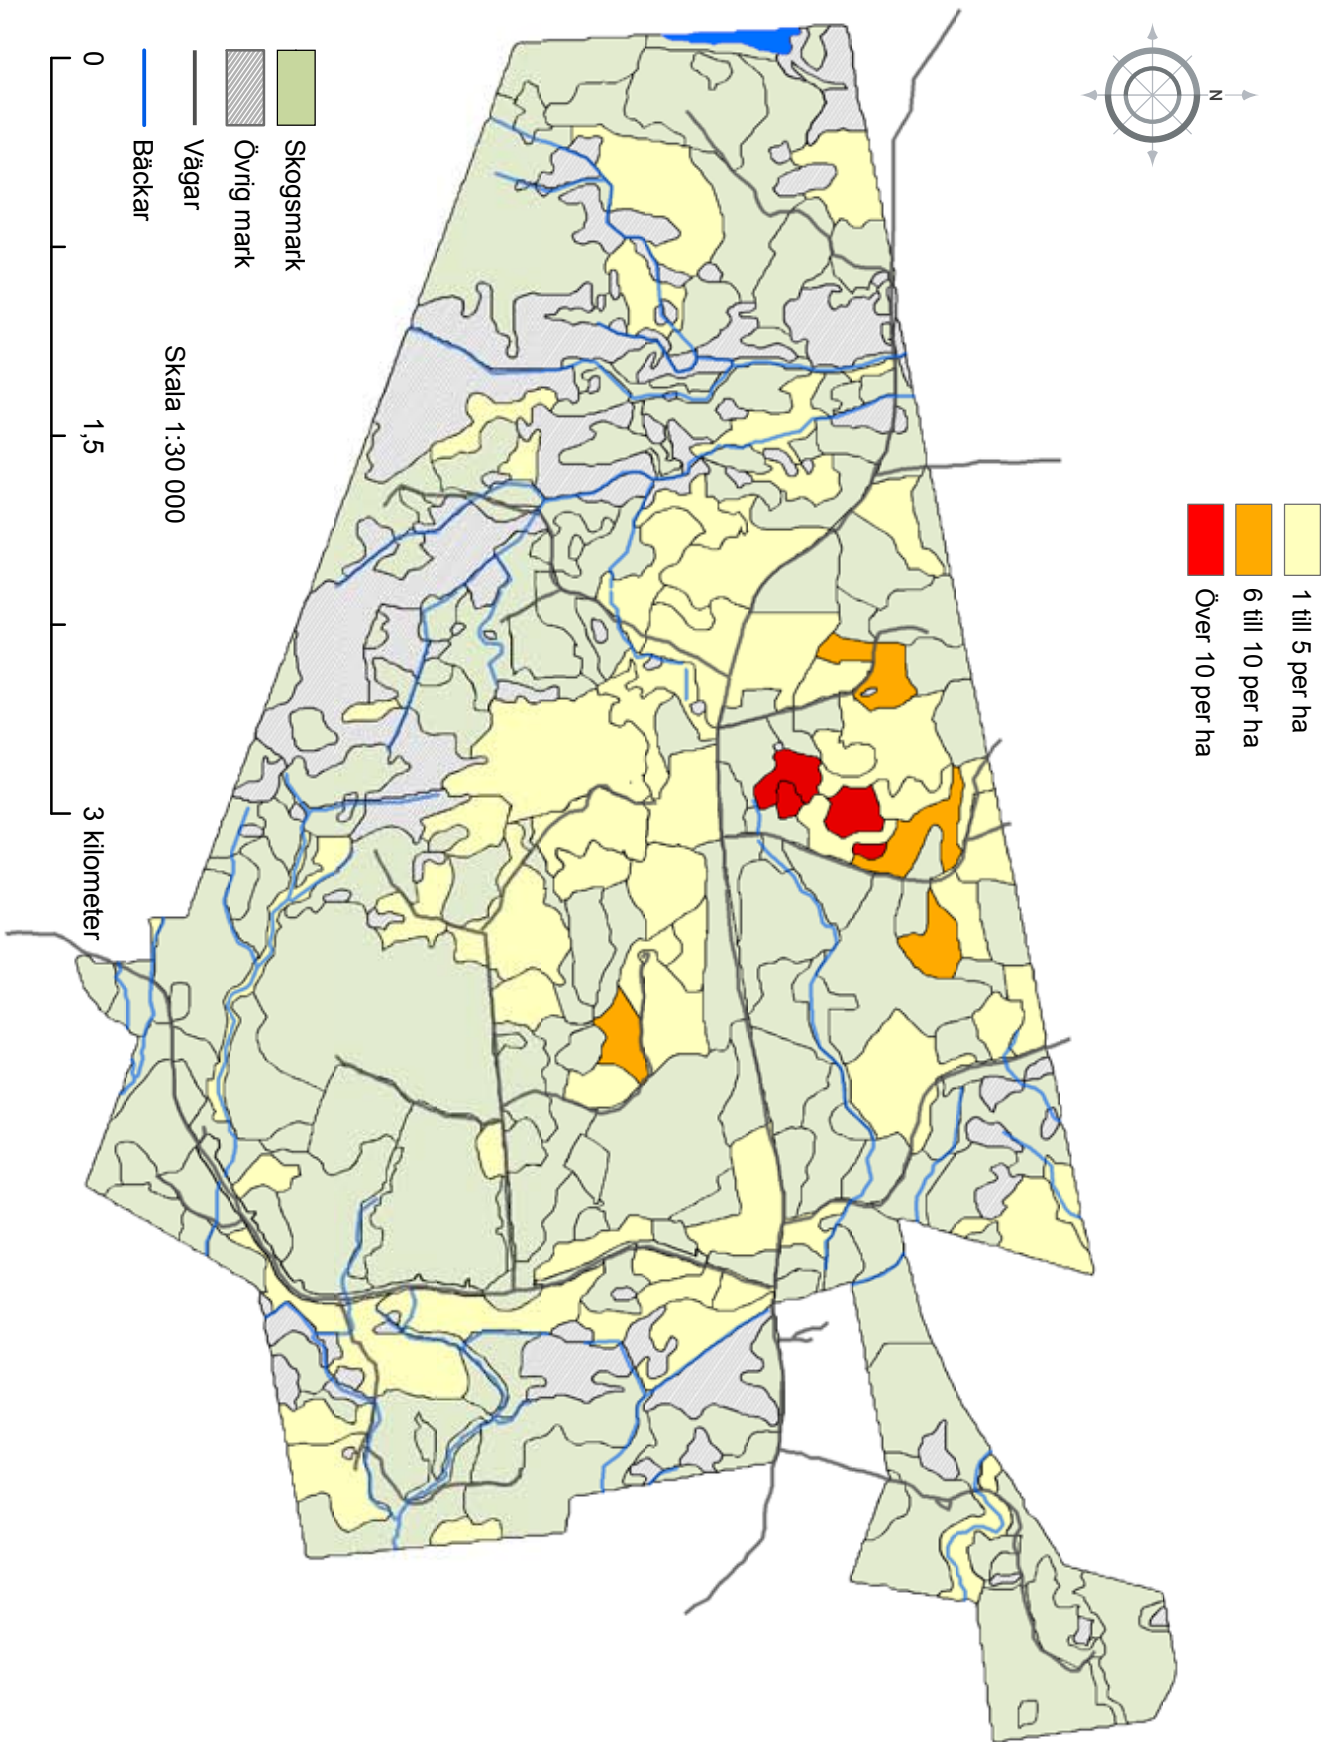 N
1 till 5 per ha
6 till 10 per ha
Över 10 per ha
Skogsmark
Övrig mark
Vägar
Bäckar
Skala 1:30 000
0 1,5 3 kilometer